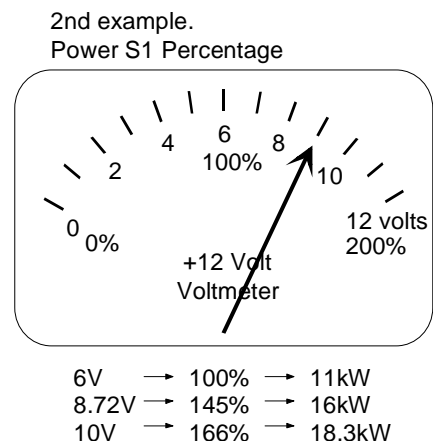 2nd example.
Power S1 Percentage
0
2
4
6
8
10
12 volts
0%
100%
200%
+12 Volt
Voltmeter
6V → 100% → 11kW
8.72V → 145% → 16kW
10V → 166% → 18.3kW